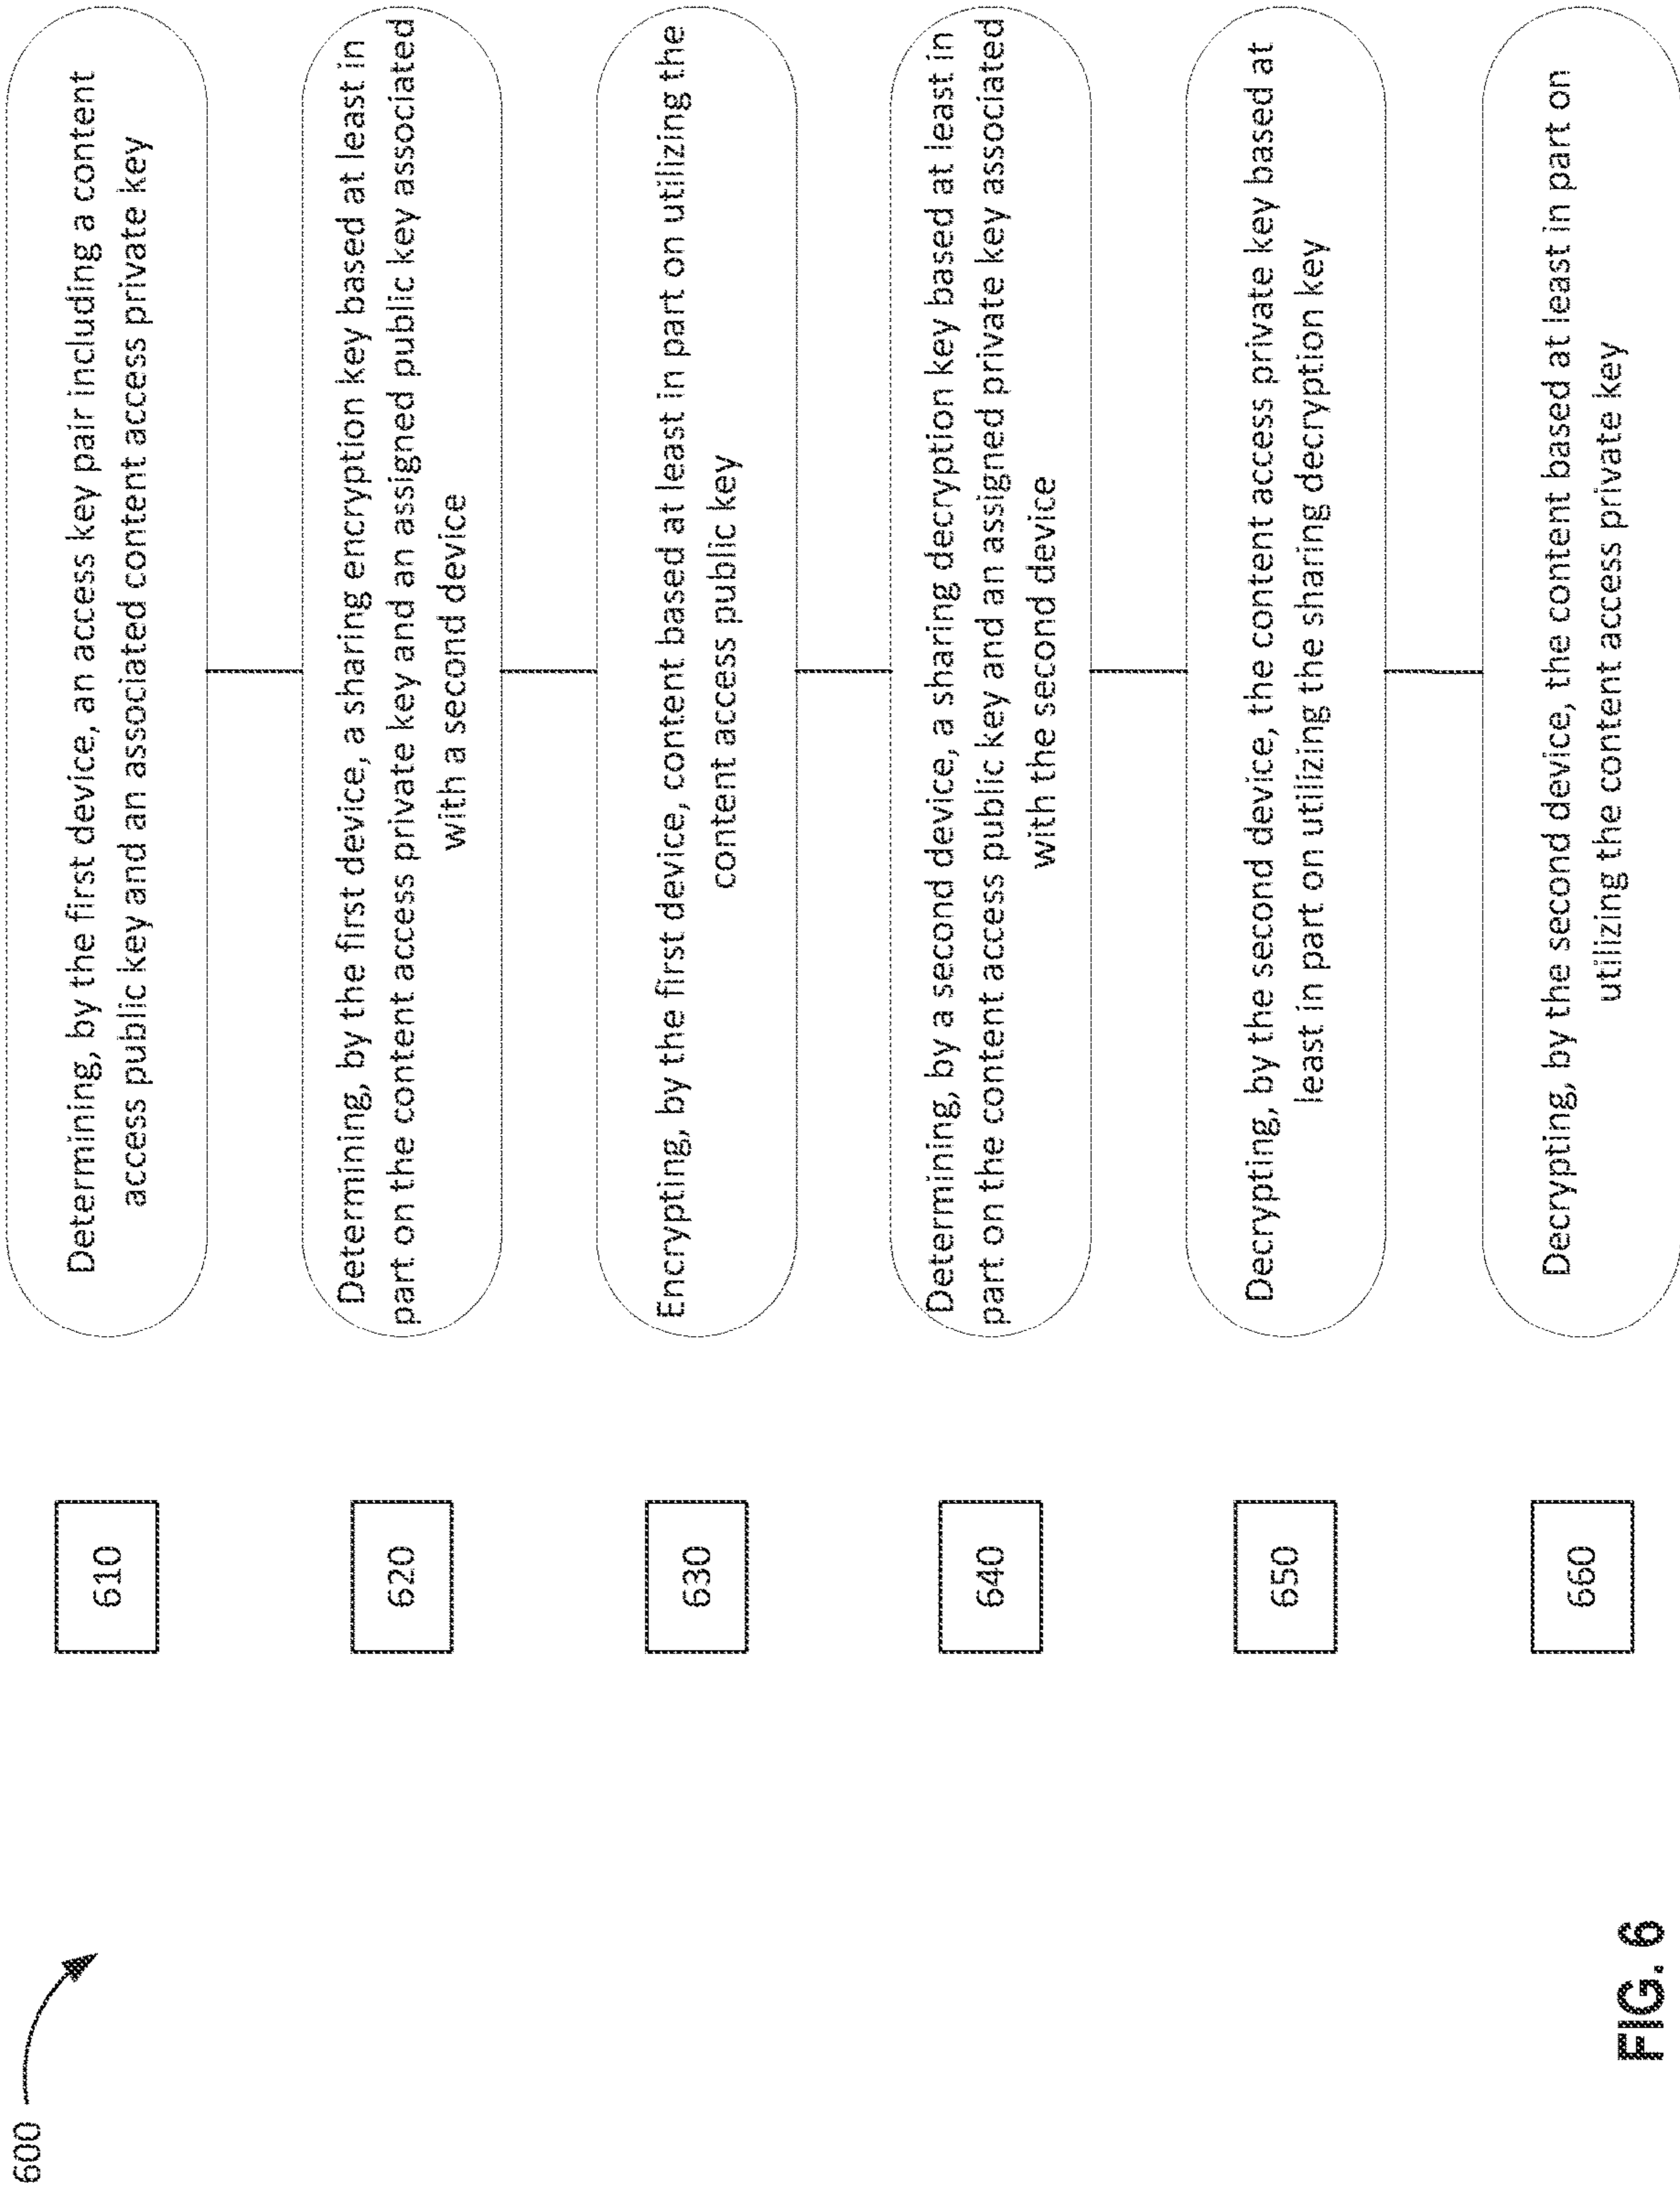 600
610
Determining, by the first device, an access key pair including a content
access public key and an associated content access private key
620
Determining, by the first device, a sharing encryption key based at least in
part on the content access private key and an assigned public key associated
with a second device
630
Encrypting, by the first device, content based at least in part on utilizing the
content access public key
640
Determining, by a second device, a sharing decryption key based at least in
part on the content access public key and an assigned private key associated
with the second device
650
Decrypting, by the second device, the content access private key based at
least in part on utilizing the sharing decryption key
660
Decrypting, by the second device, the content based at least in part on
utilizing the content access private key
FIG. 6